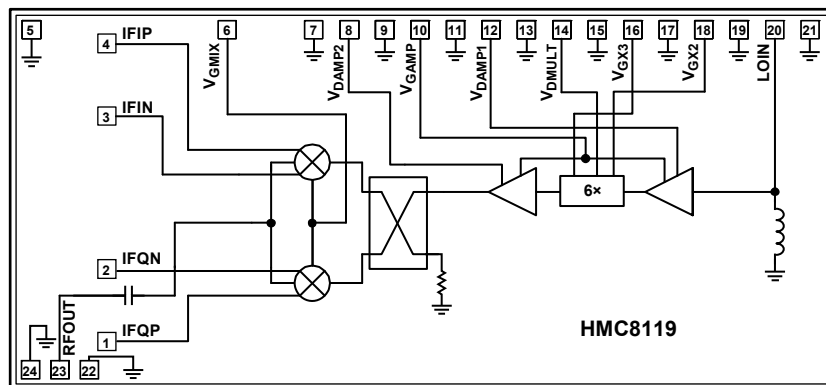 5
4
IFIP
6
7
8
9
10
11
12
13
14
15
16
17
18
19
20
21
VGMIX
VDAMP2
VGAMP
VDAMP1
VDMULT
VGX3
VGX2
LOIN
3
IFIN
6×
2
IFQN
RFOUT
1
IFQP
HMC8119
24
23
22